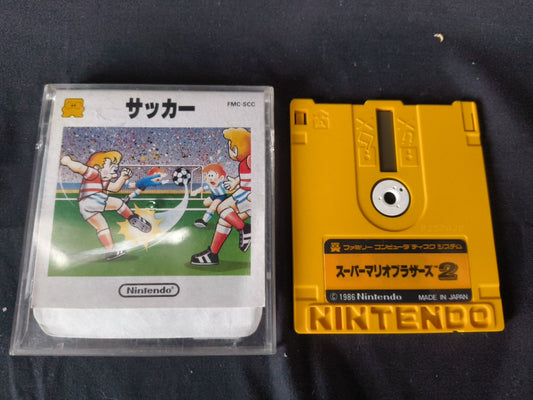 サッカー
FMC-SCC
Nintendo®
ファミリー コンピュータ ディスク システム
スーパーマリオブラザーズ2
© 1986 Nintendo MADE IN JAPAN
NINTENDO